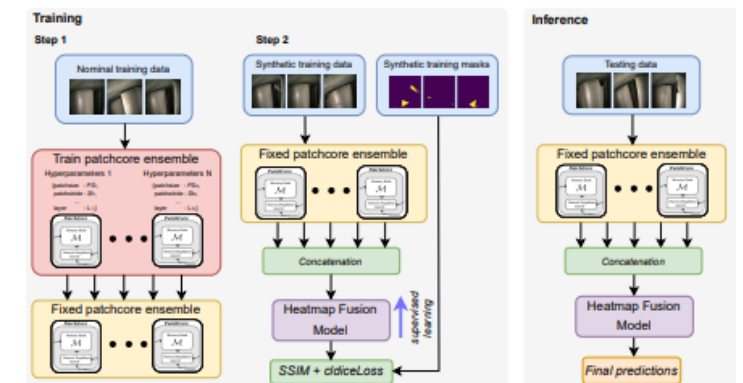 Training
Step 1
Nominal training data
Train patchcore ensemble
Hyperparameters 1
Hyperparameters N
M
M
Fixed patchcore ensemble
M
M
Step 2
Synthetic training data
Synthetic training masks
Fixed patchcore ensemble
M
M
Concatenation
Heatmap Fusion
Model
supervised
learning
SSIM + cldiceLoss
Inference
Testing data
Fixed patchcore ensemble
M
M
Concatenation
Heatmap Fusion
Model
Final predictions